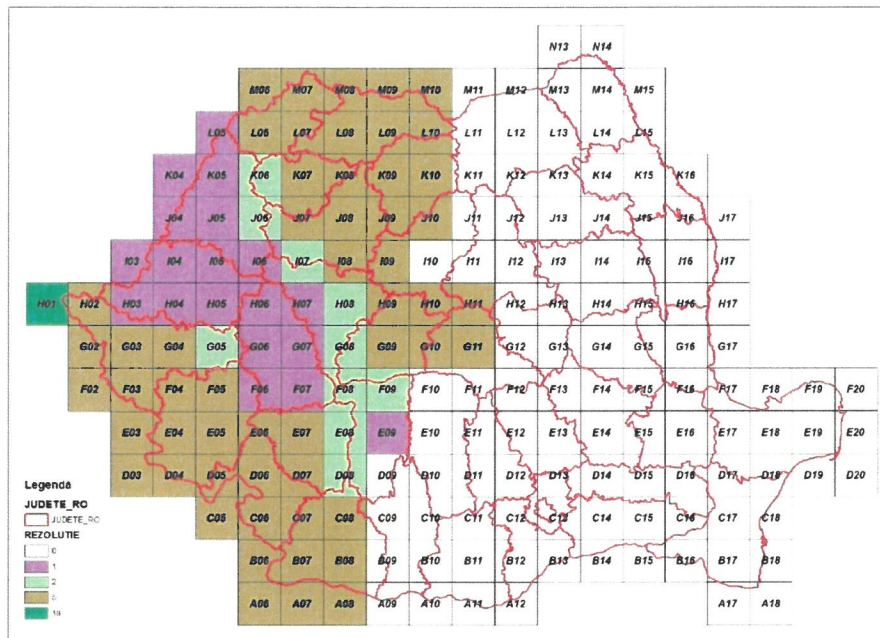 N13 N14
M06 M07 M08 M09 M10 M11 M12 M13 M14 M15
L05 L06 L07 L08 L09 L10 L11 L12 L13 L14 L15
K04 K05 K06 K07 K08 K09 K10 K11 K12 K13 K14 K15 K16
J04 J05 J06 J07 J08 J09 J10 J11 J12 J13 J14 J15 J16 J17
I03 I04 I05 I06 I07 I08 I09 I10 I11 I12 I13 I14 I15 I16 I17
H01 H02 H03 H04 H05 H06 H07 H08 H09 H10 H11 H12 H13 H14 H15 H16 H17
G02 G03 G04 G05 G06 G07 G08 G09 G10 G11 G12 G13 G14 G15 G16 G17
F02 F03 F04 F05 F06 F07 F08 F09 F10 F11 F12 F13 F14 F15 F16 F17 F18 F19 F20
E03 E04 E05 E06 E07 E08 E09 E10 E11 E12 E13 E14 E15 E16 E17 E18 E19 E20
D03 D04 D05 D06 D07 D08 D09 D10 D11 D12 D13 D14 D15 D16 D17 D18 D19 D20
C05 C06 C07 C08 C09 C10 C11 C12 C13 C14 C15 C16 C17 C18
B06 B07 B08 B09 B10 B11 B12 B13 B14 B15 B16 B17 B18
A06 A07 A08 A09 A10 A11 A12 A17 A18
Legenda
JUDETE_RO
JUDETE_RO
REZOLUTIE
0
1
2
5
10